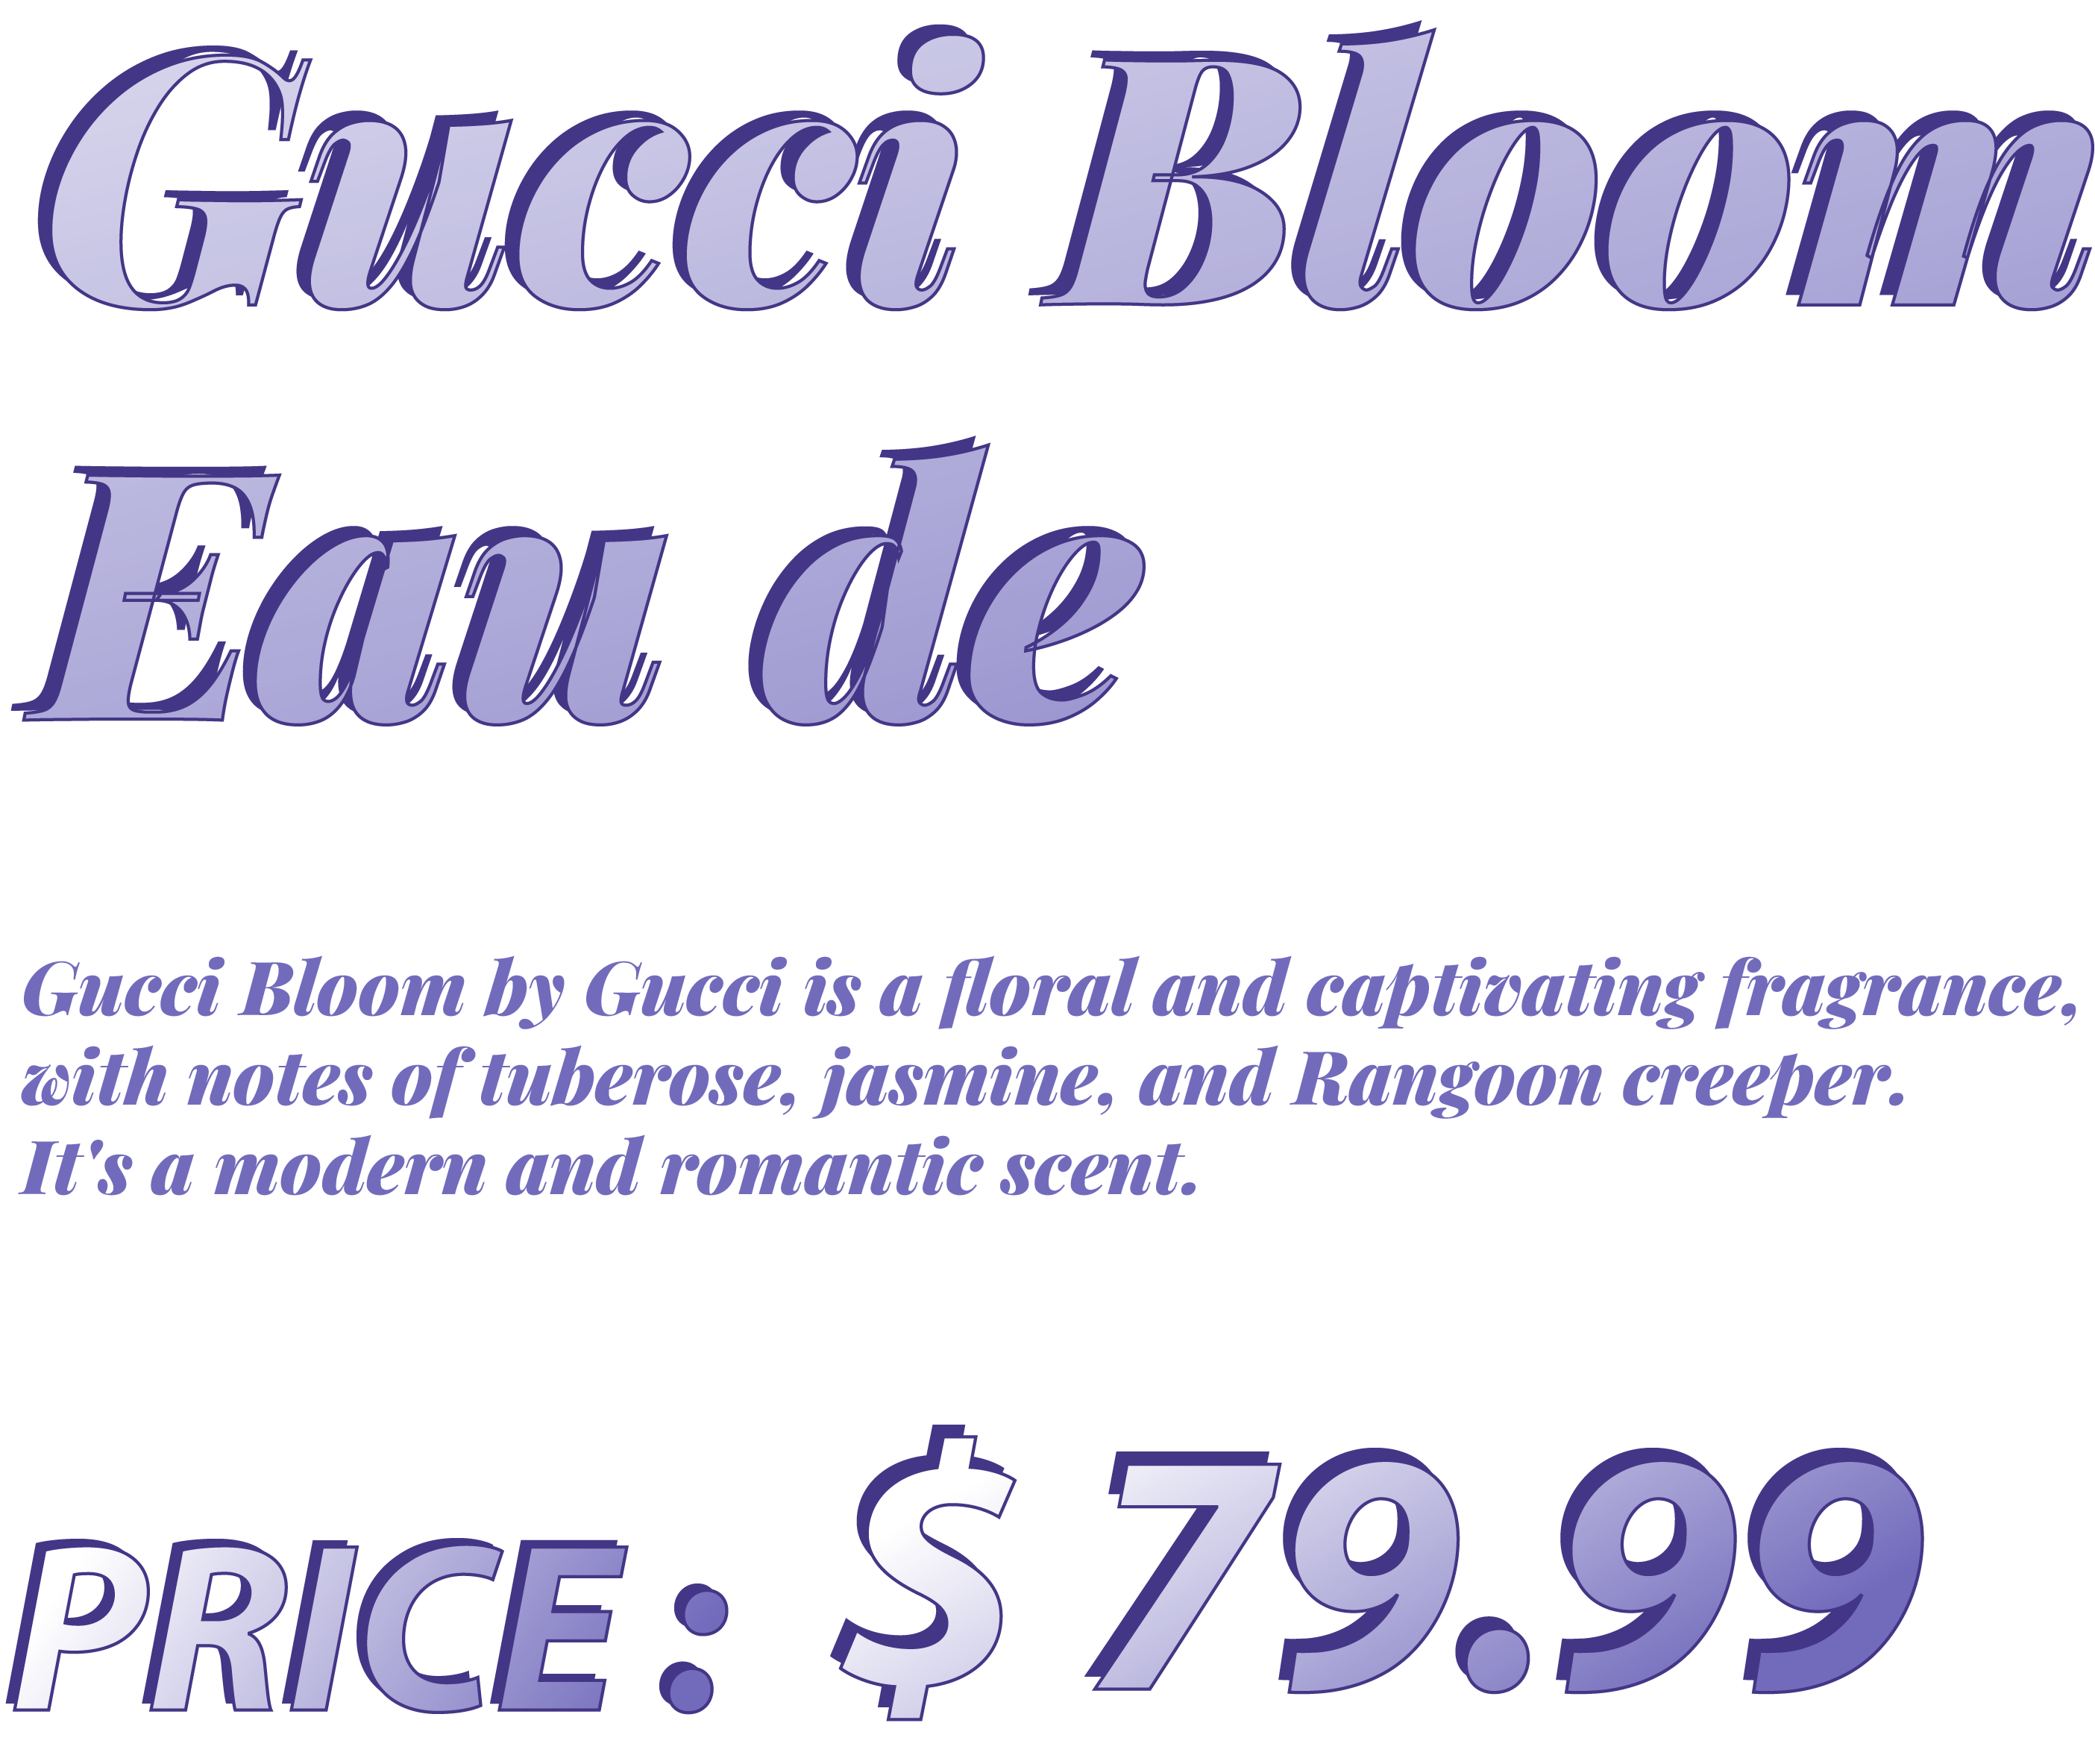 Gucci Bloom
Eau de
Gucci Bloom by Gucci is a floral and captivating fragrance,
with notes of tuberose, jasmine, and Rangoon creeper.
It's a modern and romantic scent.
PRICE : $ 79.99